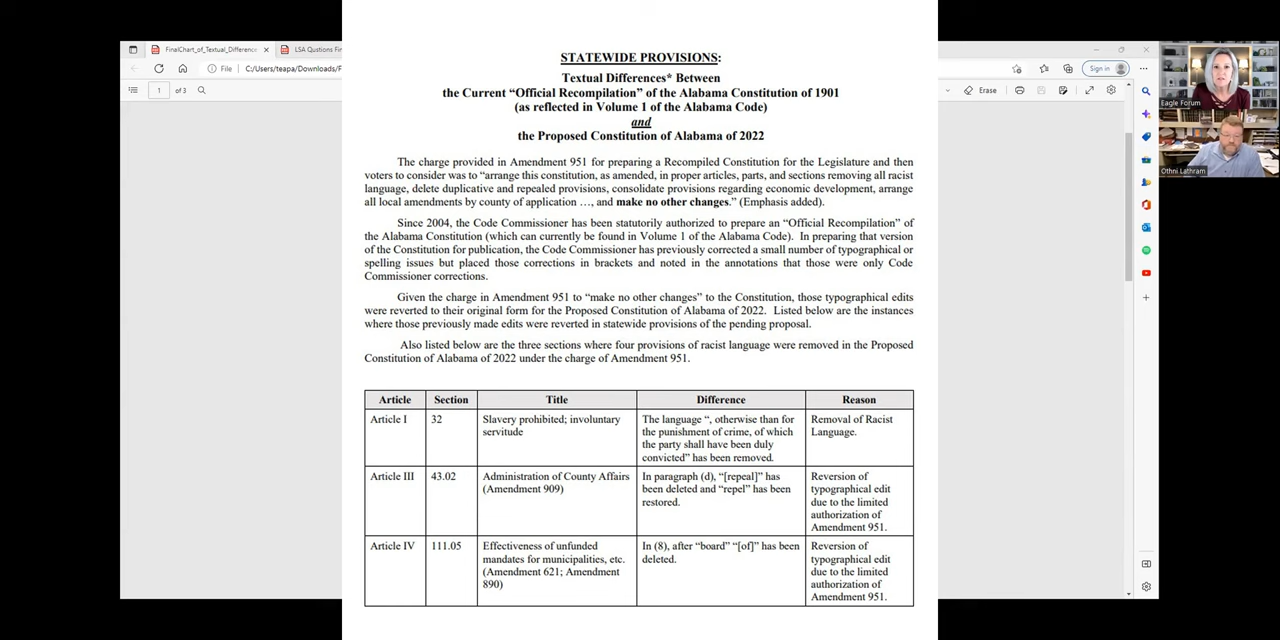 FinalChart_of_Textual_Difference
LSA Qustions Fin
File
C:/Users/teapa/Downloads/F
Sign in
1
of 3
Erase
Eagle Forum
Othni Lathram
STATEWIDE PROVISIONS:
Textual Differences* Between
the Current “Official Recompilation” of the Alabama Constitution of 1901
(as reflected in Volume 1 of the Alabama Code)
and
the Proposed Constitution of Alabama of 2022
The charge provided in Amendment 951 for preparing a Recompiled Constitution for the Legislature and then
voters to consider was to “arrange this constitution, as amended, in proper articles, parts, and sections removing all racist
language, delete duplicative and repealed provisions, consolidate provisions regarding economic development, arrange
all local amendments by county of application …, and make no other changes.” (Emphasis added).
Since 2004, the Code Commissioner has been statutorily authorized to prepare an “Official Recompilation” of
the Alabama Constitution (which can currently be found in Volume 1 of the Alabama Code). In preparing that version
of the Constitution for publication, the Code Commissioner has previously corrected a small number of typographical or
spelling issues but placed those corrections in brackets and noted in the annotations that those were only Code
Commissioner corrections.
Given the charge in Amendment 951 to “make no other changes” to the Constitution, those typographical edits
were reverted to their original form for the Proposed Constitution of Alabama of 2022. Listed below are the instances
where those previously made edits were reverted in statewide provisions of the pending proposal.
Also listed below are the three sections where four provisions of racist language were removed in the Proposed
Constitution of Alabama of 2022 under the charge of Amendment 951.
Article
Section
Title
Difference
Reason
Article I
32
Slavery prohibited; involuntary
servitude
The language “, otherwise than for
the punishment of crime, of which
the party shall have been duly
convicted” has been removed.
Removal of Racist
Language.
Article III
43.02
Administration of County Affairs
(Amendment 909)
In paragraph (d), “[repeal]” has
been deleted and “repel” has been
restored.
Reversion of
typographical edit
due to the limited
authorization of
Amendment 951.
Article IV
111.05
Effectiveness of unfunded
mandates for municipalities, etc.
(Amendment 621; Amendment
890)
In (8), after “board” “[of]” has been
deleted.
Reversion of
typographical edit
due to the limited
authorization of
Amendment 951.